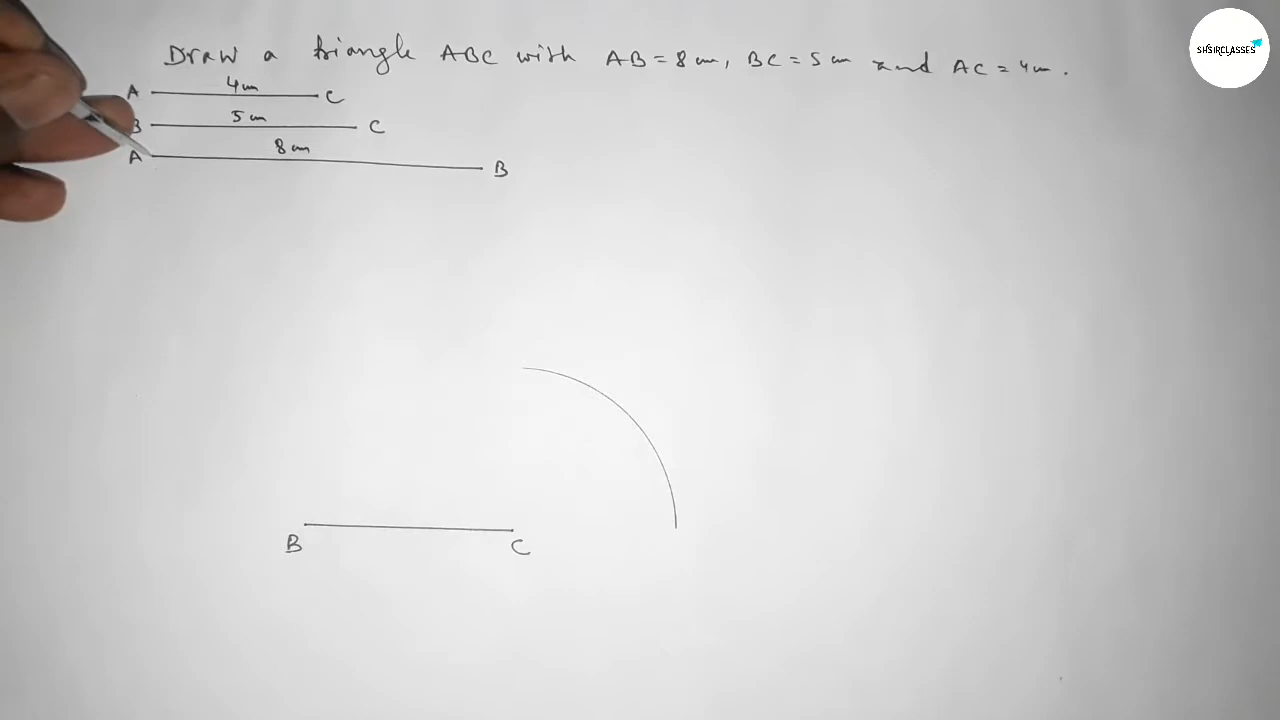 Draw a triangle ABC with AB = 8 cm, BC = 5 cm and AC = 4 cm.
SHSIRCLASSES
A 4 cm C
B 5 cm C
A 8 cm B
B C